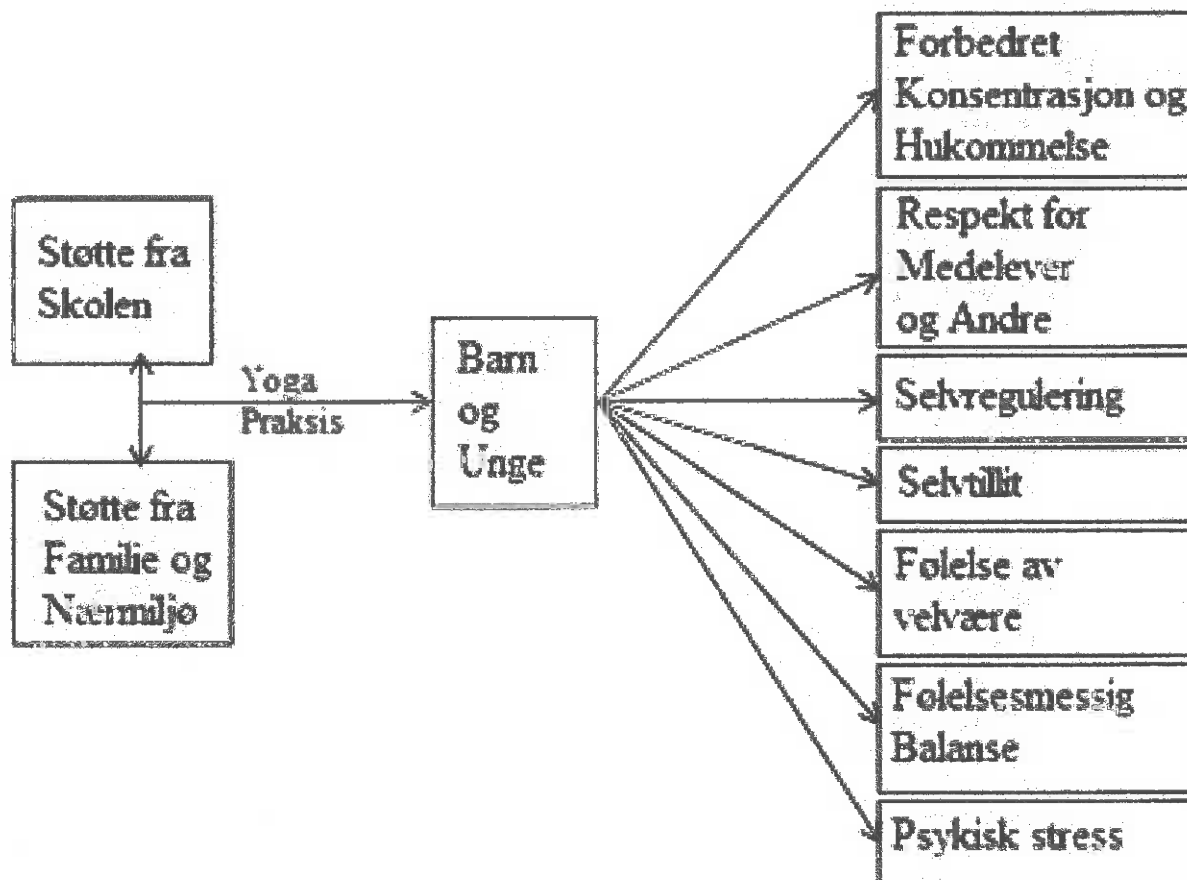 Støtte fra
Skolen
Støtte fra
Familie og
Nærmiljø
Yoga
Praksis
Barn
og
Unge
Forbedret
Konsentrasjon og
Hukommelse
Respekt for
Medelever
og Andre
Selvregulering
Selvtillit
Følelse av
velvære
Følelsesmessig
Balanse
Psykisk stress